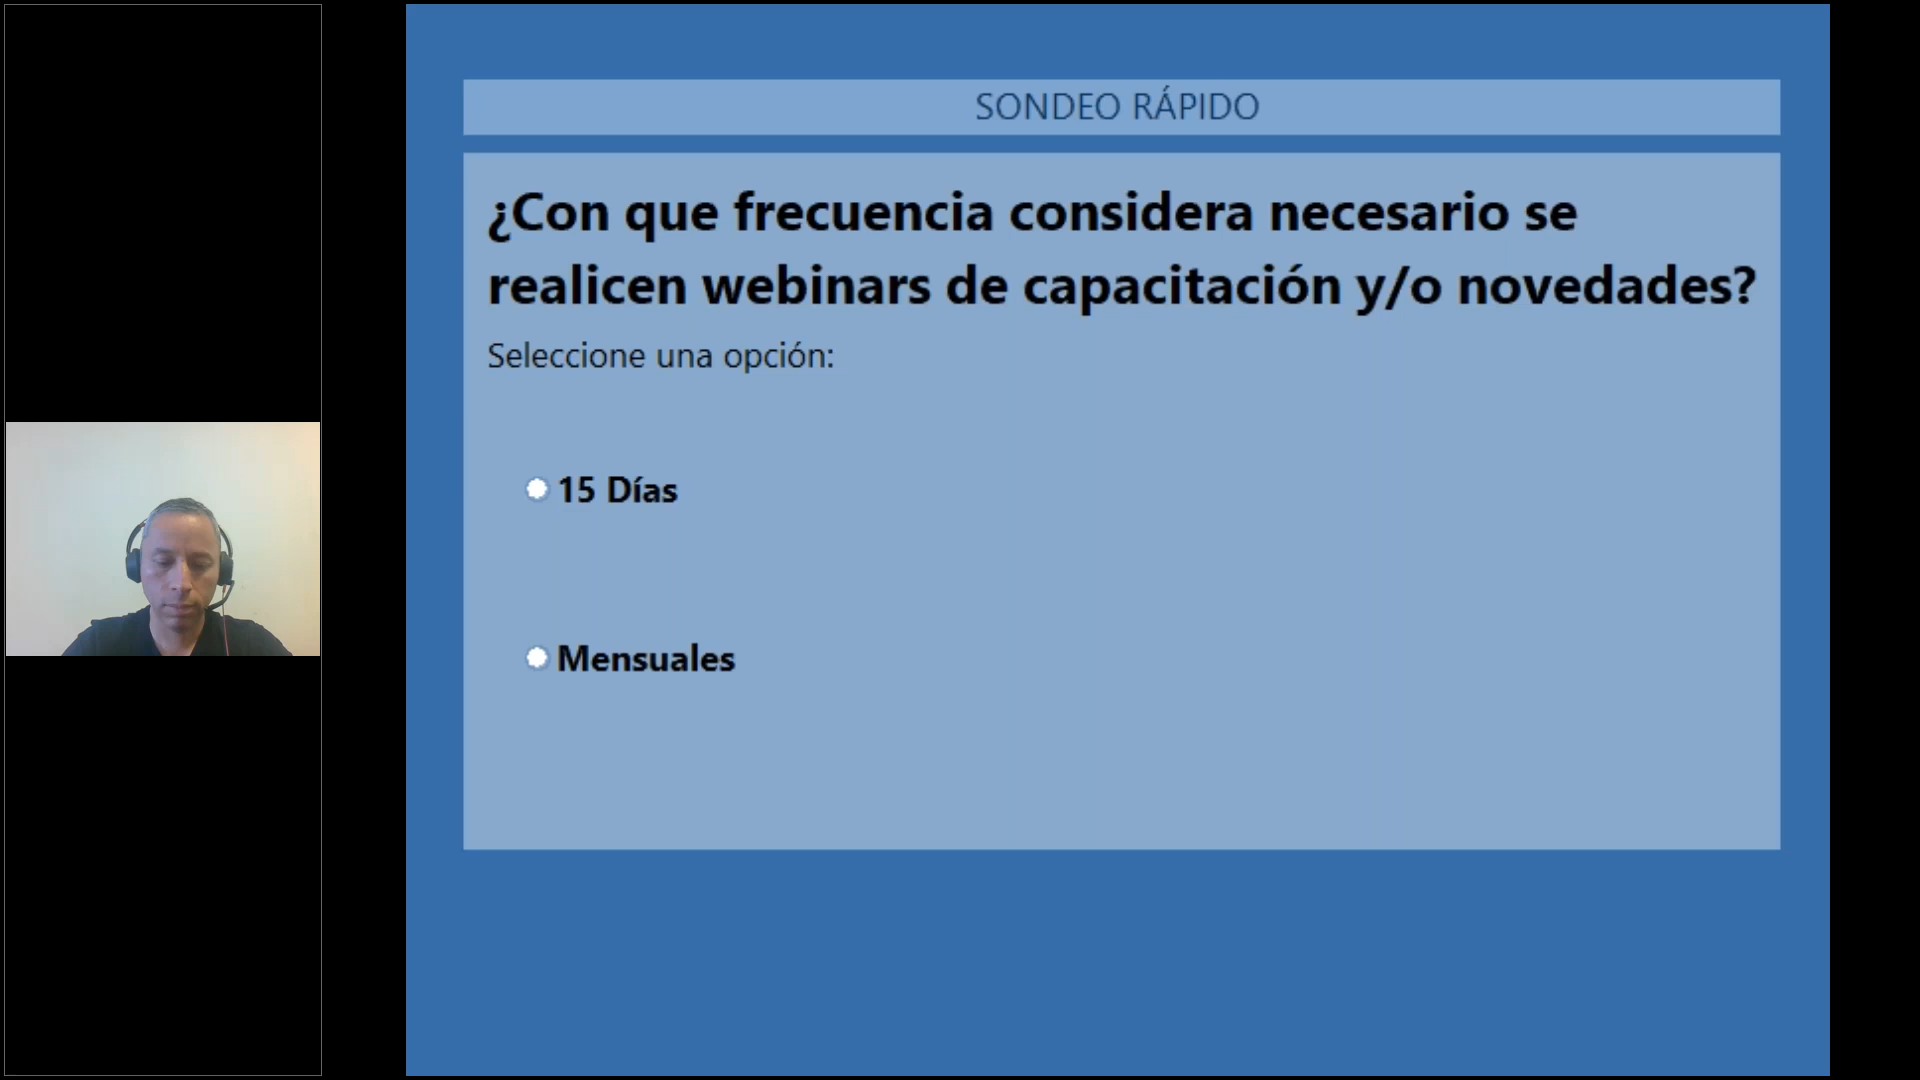 SONDEO RÁPIDO
¿Con que frecuencia considera necesario se
realicen webinars de capacitación y/o novedades?
Seleccione una opción:
15 Días
Mensuales